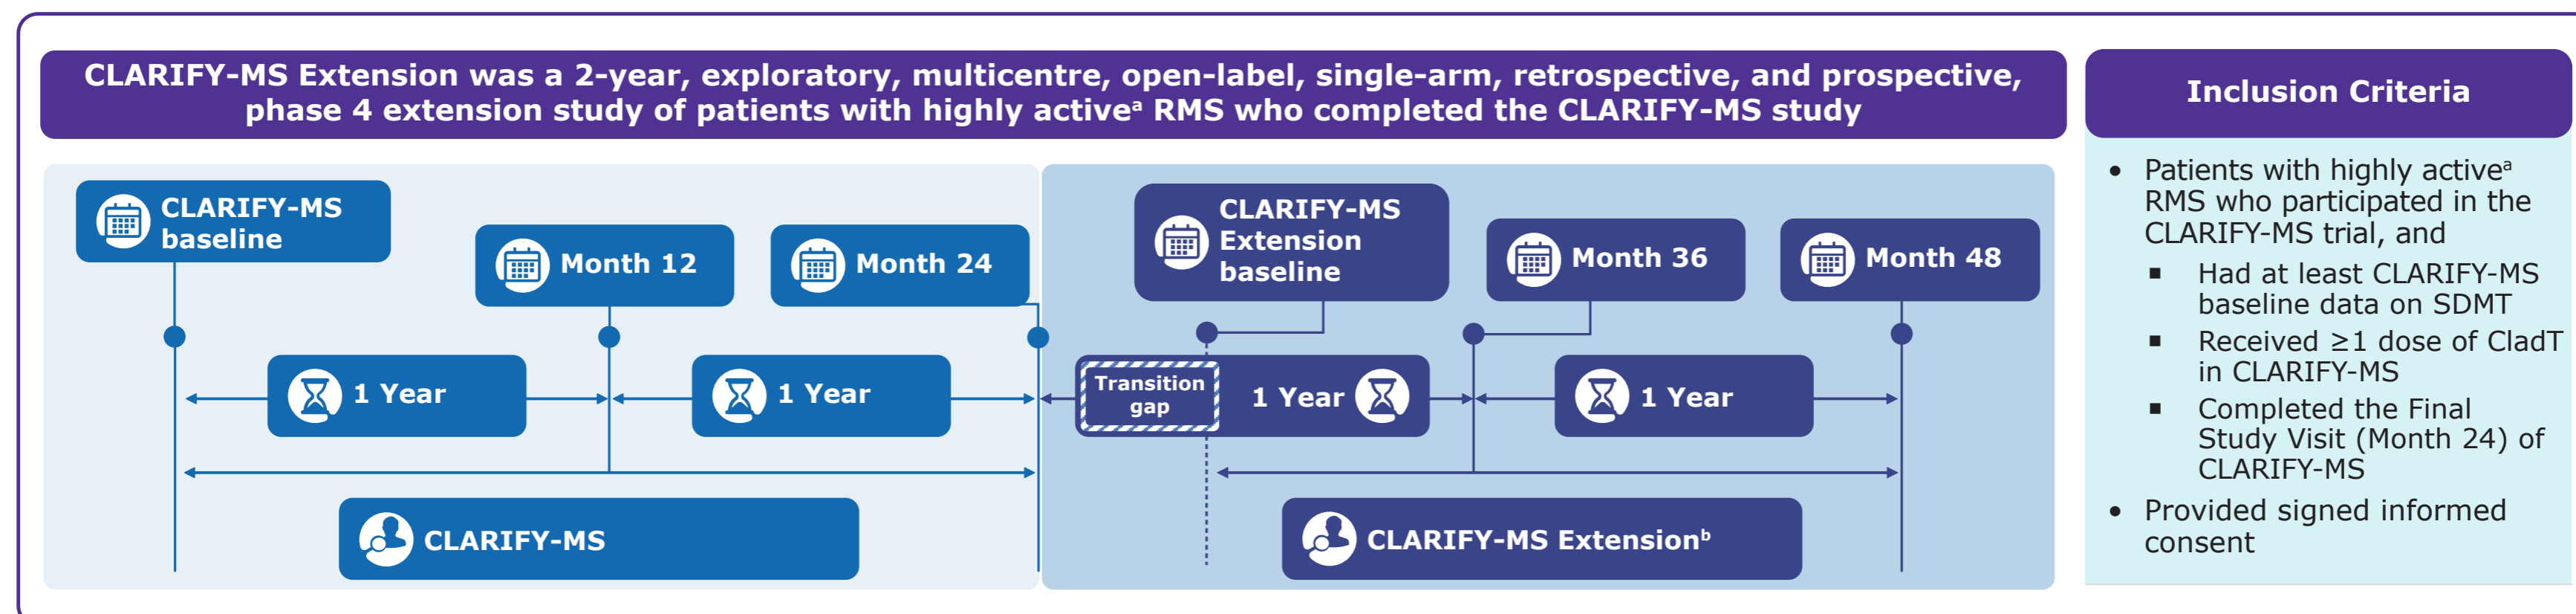 CLARIFY-MS Extension was a 2-year, exploratory, multicentre, open-label, single-arm, retrospective, and prospective,
phase 4 extension study of patients with highly activeᵃ RMS who completed the CLARIFY-MS study
CLARIFY-MS
baseline
Month 12
Month 24
CLARIFY-MS
Extension
baseline
Month 36
Month 48
1 Year
1 Year
Transition
gap
1 Year
1 Year
CLARIFY-MS
CLARIFY-MS Extensionᵇ
Inclusion Criteria
• Patients with highly activeᵃ
RMS who participated in the
CLARIFY-MS trial, and
▪ Had at least CLARIFY-MS
baseline data on SDMT
▪ Received ≥1 dose of CladT
in CLARIFY-MS
▪ Completed the Final
Study Visit (Month 24) of
CLARIFY-MS
• Provided signed informed
consent